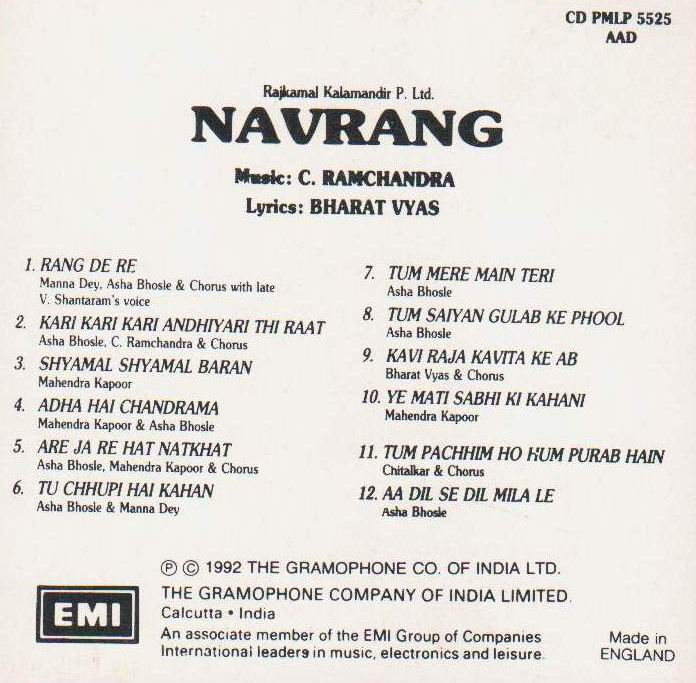 CD PMLP 5525
AAD
Rajkamal Kalamandir P. Ltd.
NAVRANG
Music: C. RAMCHANDRA
Lyrics: BHARAT VYAS
1. RANG DE RE
Manna Dey, Asha Bhosle & Chorus with late
V. Shantaram's voice
2. KARI KARI KARI ANDHIYARI THI RAAT
Asha Bhosle, C. Ramchandra & Chorus
3. SHYAMAL SHYAMAL BARAN
Mahendra Kapoor
4. ADHA HAI CHANDRAMA
Mahendra Kapoor & Asha Bhosle
5. ARE JA RE HAT NATKHAT
Asha Bhosle, Mahendra Kapoor & Chorus
6. TU CHHUPI HAI KAHAN
Asha Bhosle & Manna Dey
7. TUM MERE MAIN TERI
Asha Bhosle
8. TUM SAIYAN GULAB KE PHOOL
Asha Bhosle
9. KAVI RAJA KAVITA KE AB
Bharat Vyas & Chorus
10. YE MATI SABHI KI KAHANI
Mahendra Kapoor
11. TUM PACHHIM HO HUM PURAB HAIN
Chitalkar & Chorus
12. AA DIL SE DIL MILA LE
Asha Bhosle
℗ © 1992 THE GRAMOPHONE CO. OF INDIA LTD.
EMI
THE GRAMOPHONE COMPANY OF INDIA LIMITED.
Calcutta • India
An associate member of the EMI Group of Companies
International leaders in music, electronics and leisure.
Made in
ENGLAND